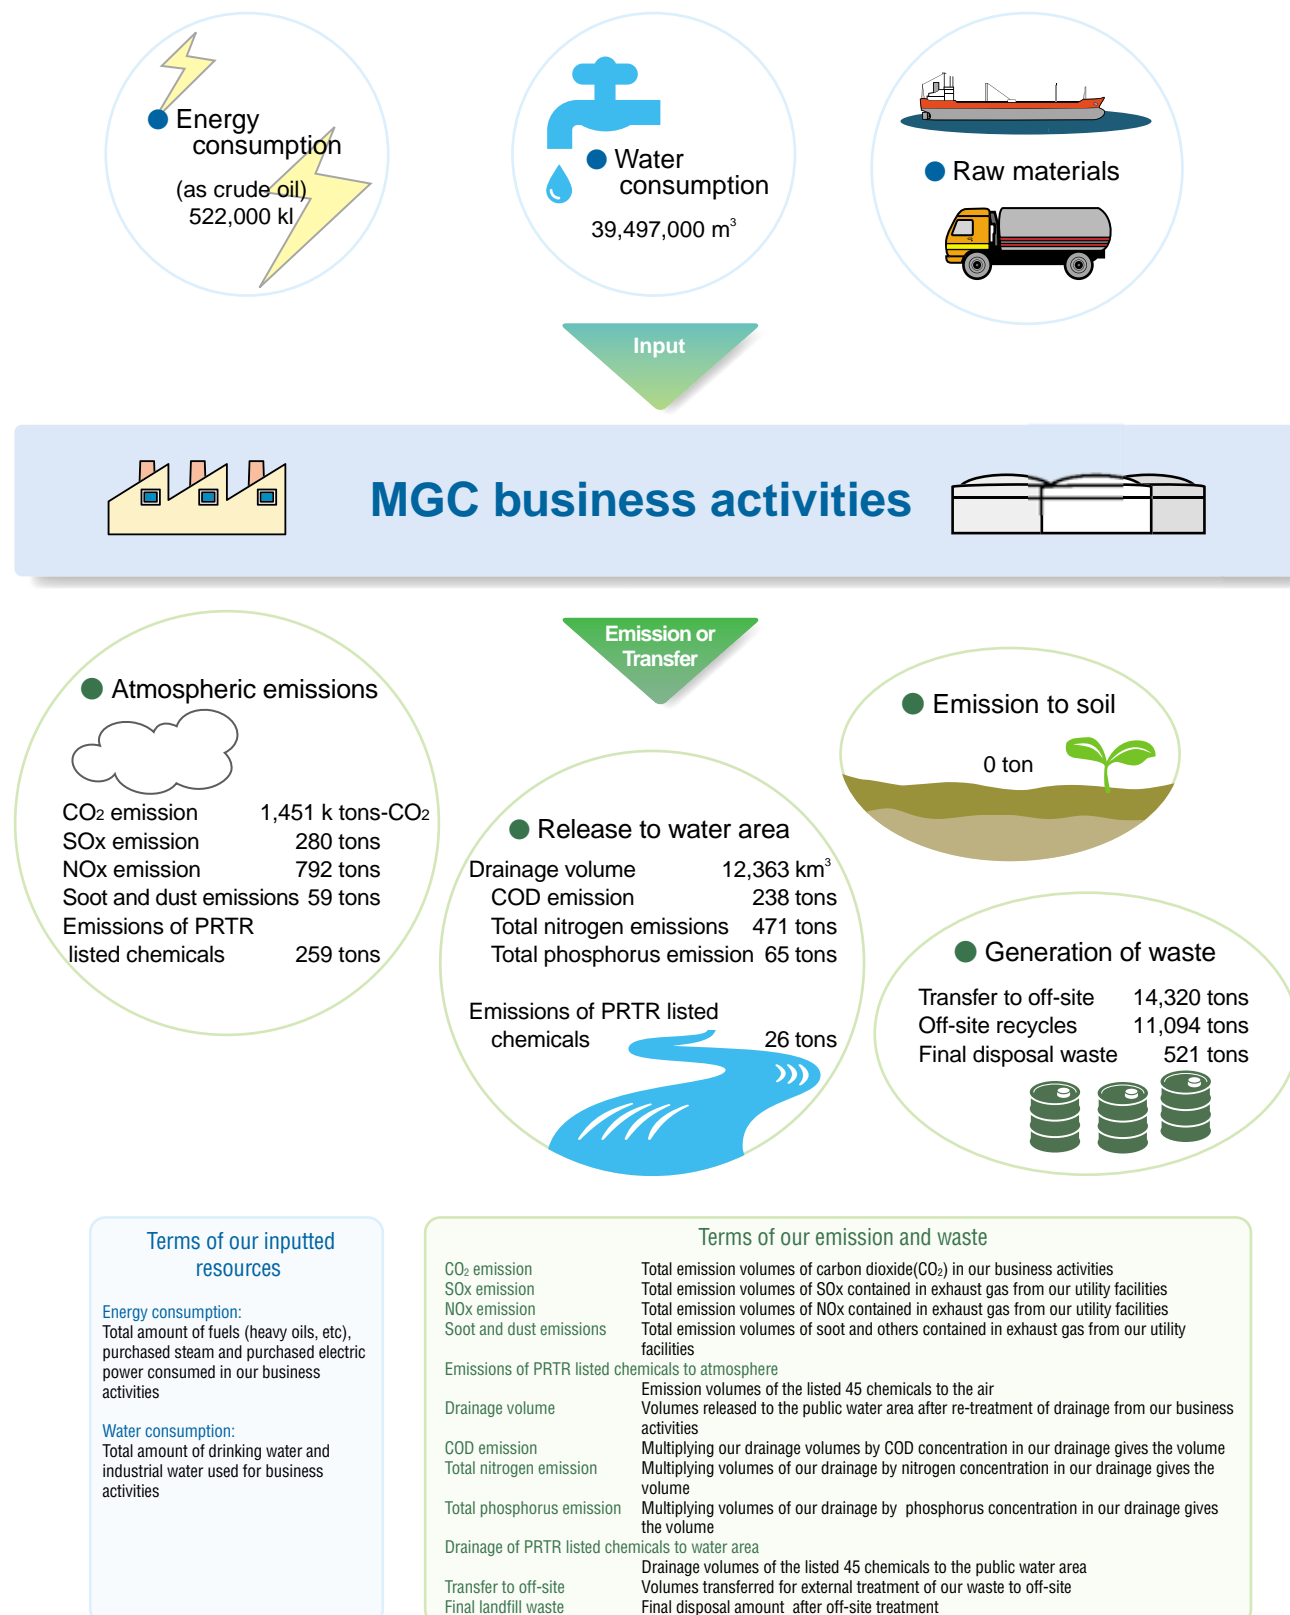 Energy
consumption
(as crude oil)
522,000 kl
Water
consumption
39,497,000 m³
Raw materials
Input
MGC business activities
Emission or
Transfer
Atmospheric emissions
CO₂ emission 1,451 k tons-CO₂
SOx emission 280 tons
NOx emission 792 tons
Soot and dust emissions 59 tons
Emissions of PRTR
listed chemicals 259 tons
Release to water area
Drainage volume 12,363 km³
COD emission 238 tons
Total nitrogen emissions 471 tons
Total phosphorus emission 65 tons
Emissions of PRTR listed
chemicals 26 tons
Emission to soil
0 ton
Generation of waste
Transfer to off-site 14,320 tons
Off-site recycles 11,094 tons
Final disposal waste 521 tons
Terms of our inputted
resources
Energy consumption:
Total amount of fuels (heavy oils, etc),
purchased steam and purchased electric
power consumed in our business
activities
Water consumption:
Total amount of drinking water and
industrial water used for business
activities
Terms of our emission and waste
CO₂ emission Total emission volumes of carbon dioxide(CO₂) in our business activities
SOx emission Total emission volumes of SOx contained in exhaust gas from our utility facilities
NOx emission Total emission volumes of NOx contained in exhaust gas from our utility facilities
Soot and dust emissions Total emission volumes of soot and others contained in exhaust gas from our utility
facilities
Emissions of PRTR listed chemicals to atmosphere
Emission volumes of the listed 45 chemicals to the air
Drainage volume Volumes released to the public water area after re-treatment of drainage from our business
activities
COD emission Multiplying our drainage volumes by COD concentration in our drainage gives the volume
Total nitrogen emission Multiplying volumes of our drainage by nitrogen concentration in our drainage gives the
volume
Total phosphorus emission Multiplying volumes of our drainage by phosphorus concentration in our drainage gives
the volume
Drainage of PRTR listed chemicals to water area
Drainage volumes of the listed 45 chemicals to the public water area
Transfer to off-site Volumes transferred for external treatment of our waste to off-site
Final landfill waste Final disposal amount after off-site treatment